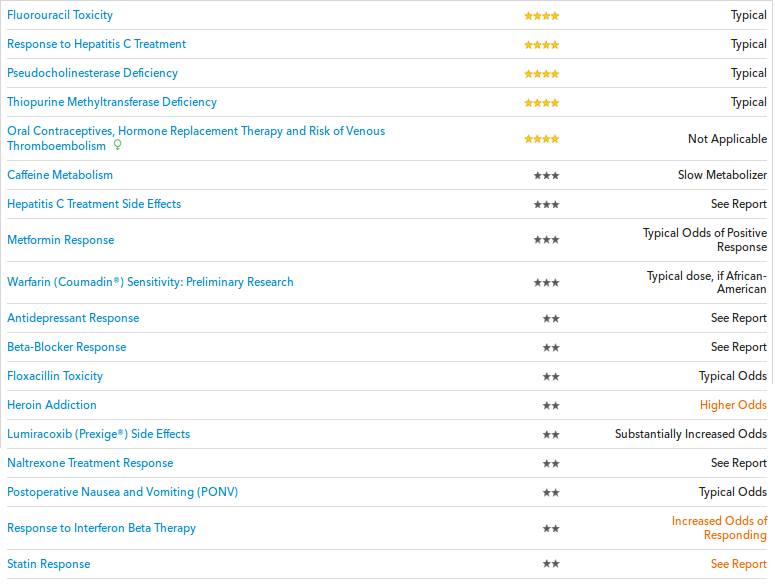 Fluorouracil Toxicity ★★★★ Typical
Response to Hepatitis C Treatment ★★★★ Typical
Pseudocholinesterase Deficiency ★★★★ Typical
Thiopurine Methyltransferase Deficiency ★★★★ Typical
Oral Contraceptives, Hormone Replacement Therapy and Risk of Venous
Thromboembolism ♀ ★★★★ Not Applicable
Caffeine Metabolism ★★★ Slow Metabolizer
Hepatitis C Treatment Side Effects ★★★ See Report
Metformin Response ★★★ Typical Odds of Positive
Response
Warfarin (Coumadin®) Sensitivity: Preliminary Research ★★★ Typical dose, if African-
American
Antidepressant Response ★★ See Report
Beta-Blocker Response ★★ See Report
Floxacillin Toxicity ★★ Typical Odds
Heroin Addiction ★★ Higher Odds
Lumiracoxib (Prexige®) Side Effects ★★ Substantially Increased Odds
Naltrexone Treatment Response ★★ See Report
Postoperative Nausea and Vomiting (PONV) ★★ Typical Odds
Response to Interferon Beta Therapy ★★ Increased Odds of
Responding
Statin Response ★★ See Report